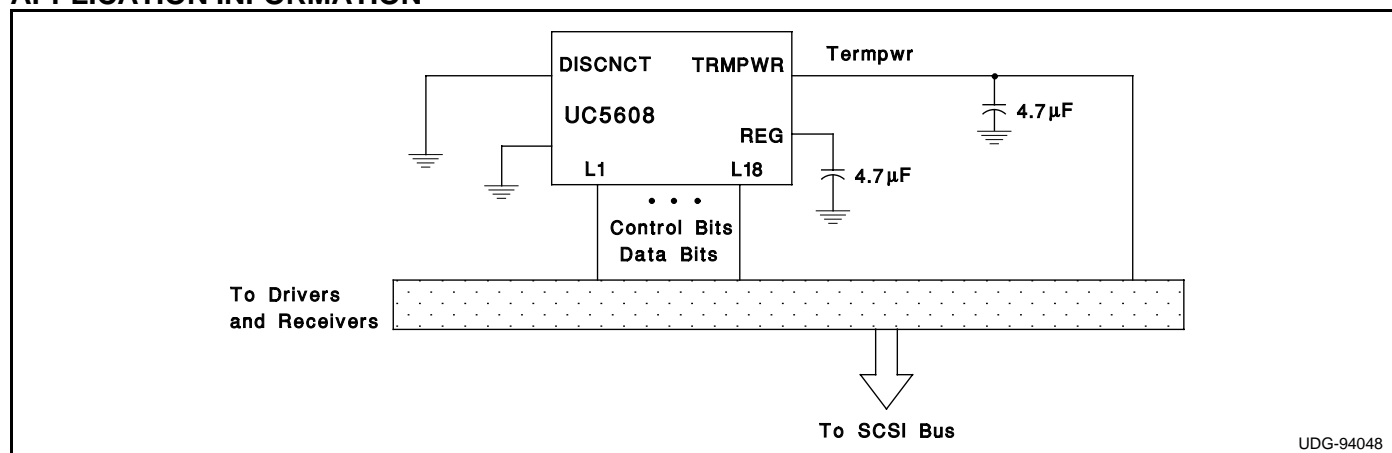 APPLICATION INFORMATION
DISCNCT
TRMPWR
Termpwr
UC5608
4.7µF
REG
L1
L18
4.7µF
• • •
Control Bits
Data Bits
To Drivers
and Receivers
To SCSI Bus
UDG-94048